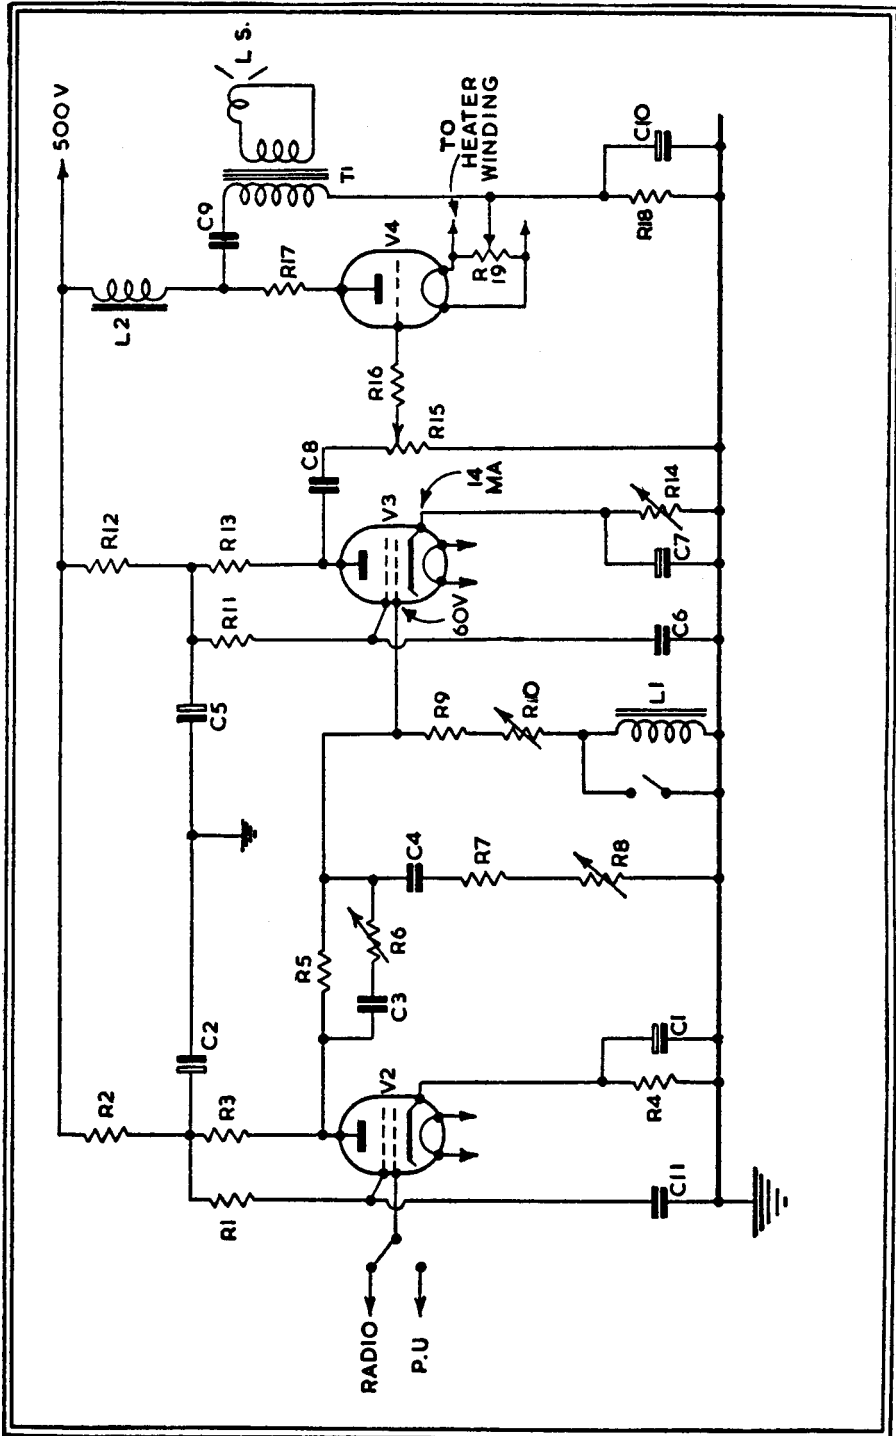 500V
L S.
L2
C9
T1
TO
HEATER
WINDING
R17
V4
R
19
R18
C10
R16
R12
R13
C8
R15
R11
V3
14
MA
60V
R14
C7
C6
C5
R9
R10
L1
C4
R7
R8
R5
R6
C3
C2
R2
R3
V2
R4
C1
R1
C11
RADIO
P.U